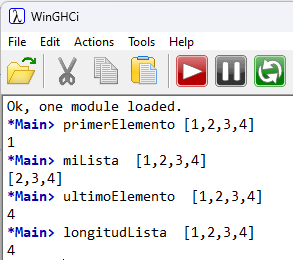 WinGHCi
File Edit Actions Tools Help
Ok, one module loaded.
*Main> primerElemento [1,2,3,4]
1
*Main> miLista  [1,2,3,4]
[2,3,4]
*Main> ultimoElemento  [1,2,3,4]
4
*Main> longitudLista  [1,2,3,4]
4